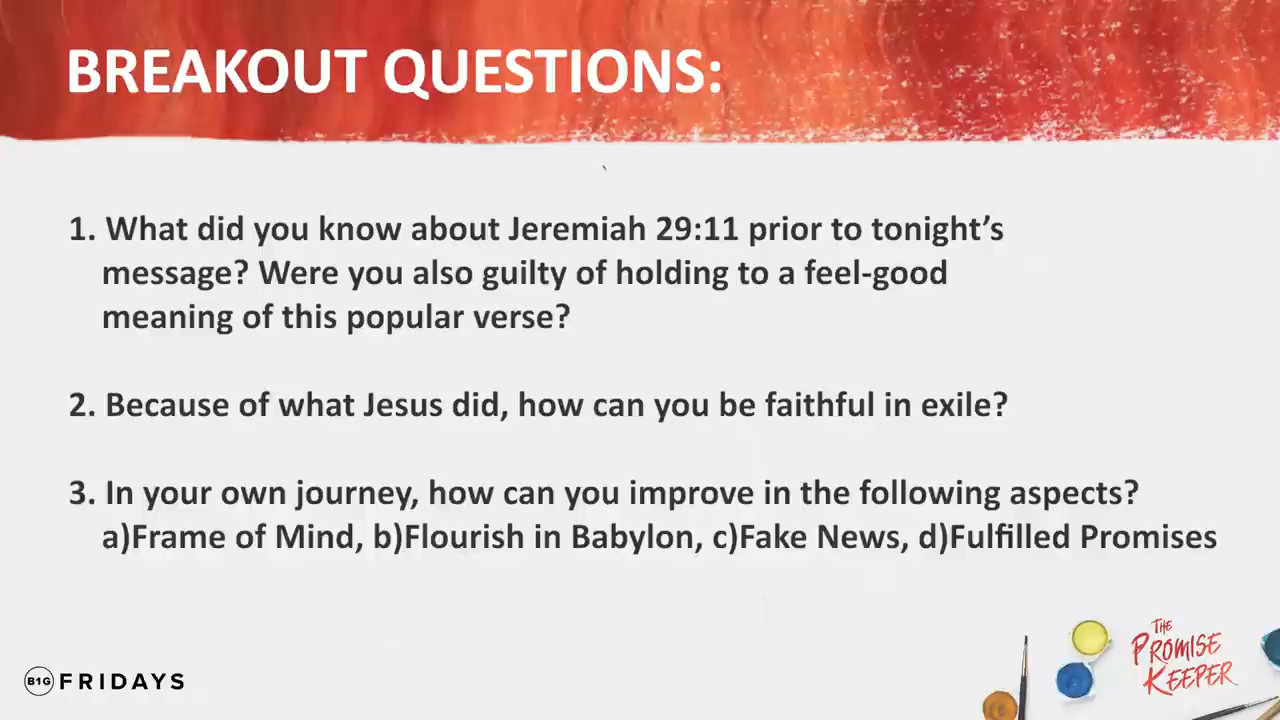 BREAKOUT QUESTIONS:
1. What did you know about Jeremiah 29:11 prior to tonight’s
message? Were you also guilty of holding to a feel-good
meaning of this popular verse?
2. Because of what Jesus did, how can you be faithful in exile?
3. In your own journey, how can you improve in the following aspects?
a)Frame of Mind, b)Flourish in Babylon, c)Fake News, d)Fulfilled Promises
B1G FRIDAYS
THE
PROMISE
KEEPER